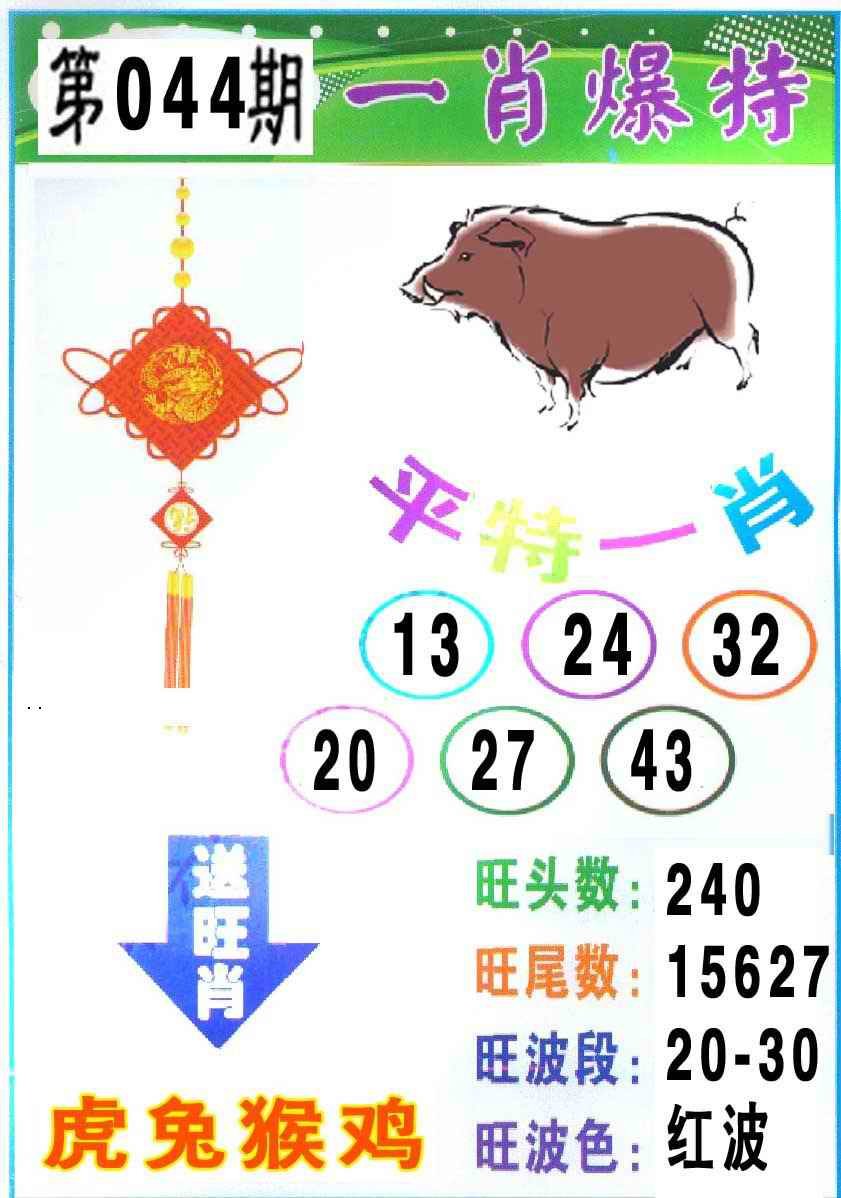 第044期 一肖爆特
平特一肖
13 24 32
20 27 43
送旺肖
旺头数：240
旺尾数：15627
旺波段：20-30
旺波色：红波
虎兔猴鸡